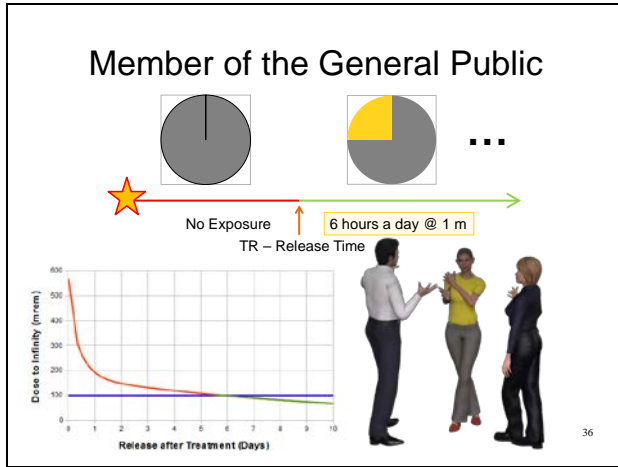 Member of the General Public
...
No Exposure
6 hours a day @ 1 m
TR – Release Time
Dose to Infinity (mrem)
600
500
400
300
200
100
0
0 1 2 3 4 5 6 7 8 9 10
Release after Treatment (Days)
36